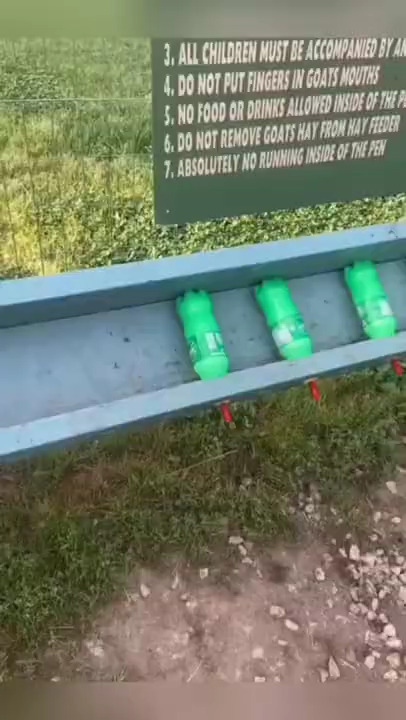 3. ALL CHILDREN MUST BE ACCOMPANIED BY
4. DO NOT PUT FINGERS IN GOATS MOUTHS
5. NO FOOD OR DRINKS ALLOWED INSIDE OF THE
6. DO NOT REMOVE GOATS HAY FROM HAY FEEDER
7. ABSOLUTELY NO RUNNING INSIDE OF THE PEN